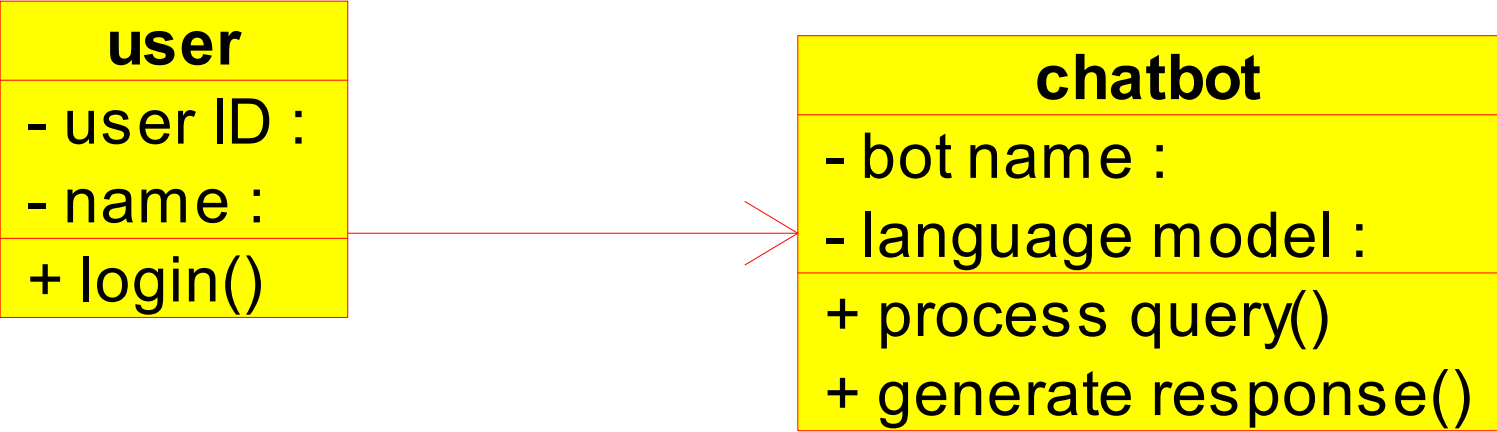 user
- user ID :
- name :
+ login()
chatbot
- bot name :
- language model :
+ process query()
+ generate response()